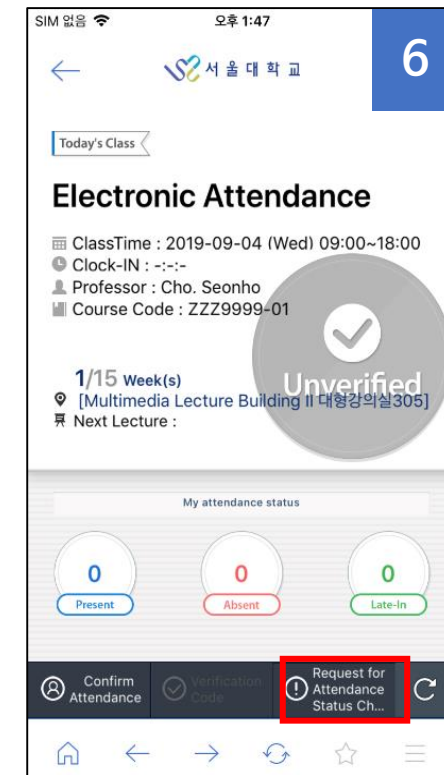 SIM 없음 오후 1:47
6
서울대학교
Today's Class
Electronic Attendance
ClassTime : 2019-09-04 (Wed) 09:00~18:00
Clock-IN : -:-:-
Professor : Cho. Seonho
Course Code : ZZZ9999-01
1/15 Week(s)
Unverified
[Multimedia Lecture Building II 대형강의실305]
Next Lecture :
My attendance status
0 0 0
Present Absent Late-In
Confirm
Attendance
Verification
Code
Request for
Attendance
Status Ch...